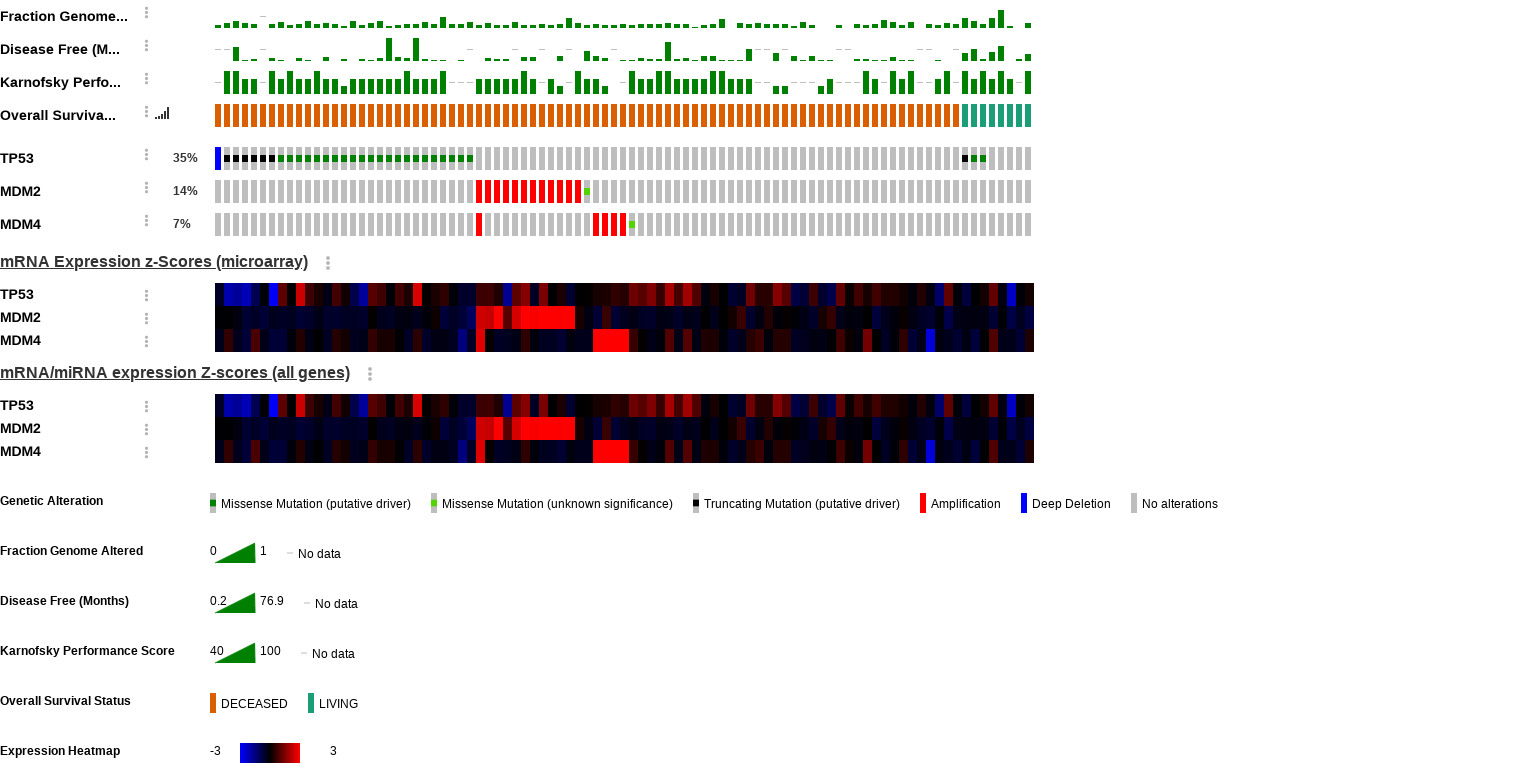 Fraction Genome...
Disease Free (M...
Karnofsky Perfo...
Overall Surviva...
TP53 35%
MDM2 14%
MDM4 7%
mRNA Expression z-Scores (microarray)
TP53
MDM2
MDM4
mRNA/miRNA expression Z-scores (all genes)
TP53
MDM2
MDM4
Genetic Alteration Missense Mutation (putative driver) Missense Mutation (unknown significance) Truncating Mutation (putative driver) Amplification Deep Deletion No alterations
Fraction Genome Altered 0 1 No data
Disease Free (Months) 0.2 76.9 No data
Karnofsky Performance Score 40 100 No data
Overall Survival Status DECEASED LIVING
Expression Heatmap -3 3